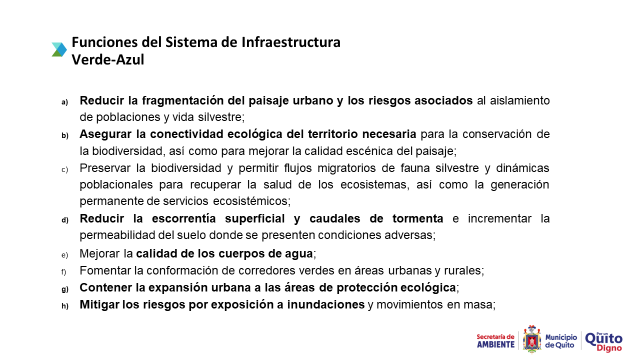 Funciones del Sistema de Infraestructura
Verde-Azul
a) Reducir la fragmentación del paisaje urbano y los riesgos asociados al aislamiento
de poblaciones y vida silvestre;
b) Asegurar la conectividad ecológica del territorio necesaria para la conservación de
la biodiversidad, así como para mejorar la calidad escénica del paisaje;
c) Preservar la biodiversidad y permitir flujos migratorios de fauna silvestre y dinámicas
poblacionales para recuperar la salud de los ecosistemas, así como la generación
permanente de servicios ecosistémicos;
d) Reducir la escorrentía superficial y caudales de tormenta e incrementar la
permeabilidad del suelo donde se presenten condiciones adversas;
e) Mejorar la calidad de los cuerpos de agua;
f) Fomentar la conformación de corredores verdes en áreas urbanas y rurales;
g) Contener la expansión urbana a las áreas de protección ecológica;
h) Mitigar los riesgos por exposición a inundaciones y movimientos en masa;
Secretaría de
AMBIENTE
Municipio
de Quito
Por un
Quito
Digno